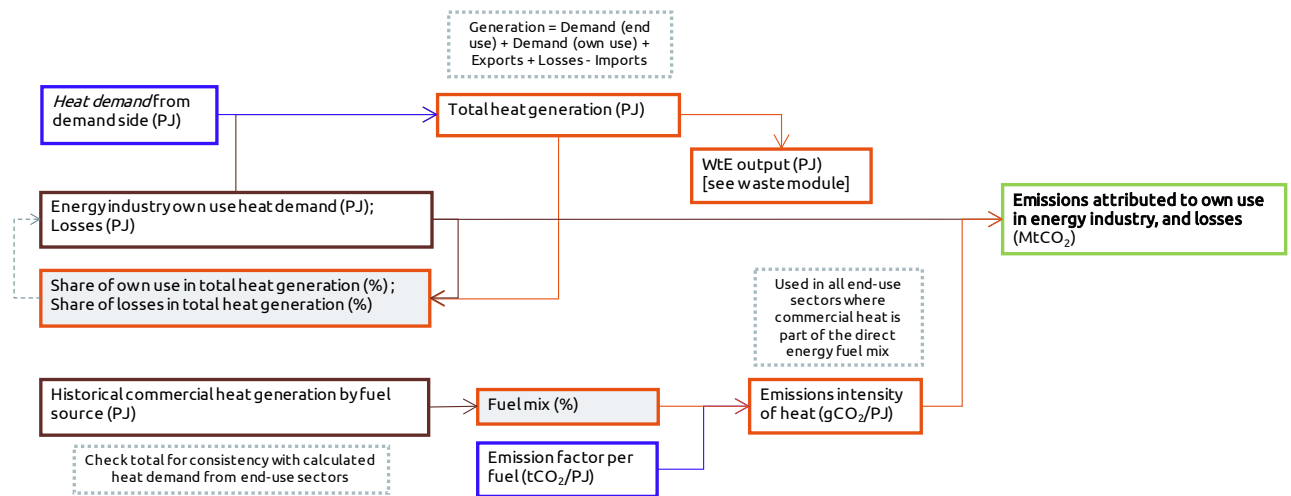 Generation = Demand (end
use) + Demand (own use) +
Exports + Losses - Imports
Heat demand from
demand side (PJ)
Total heat generation (PJ)
WtE output (PJ)
[see waste module]
Energy industry own use heat demand (PJ);
Losses (PJ)
Emissions attributed to own use
in energy industry, and losses
(MtCO₂)
Share of own use in total heat generation (%) ;
Share of losses in total heat generation (%)
Used in all end-use
sectors where
commercial heat is
part of the direct
energy fuel mix
Historical commercial heat generation by fuel
source (PJ)
Fuel mix (%)
Emissions intensity
of heat (gCO₂/PJ)
Check total for consistency with calculated
heat demand from end-use sectors
Emission factor per
fuel (tCO₂/PJ)